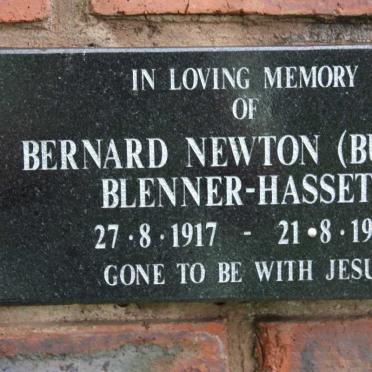 IN LOVING MEMORY
OF
BERNARD NEWTON (BU
BLENNER-HASSET
27·8·1917 - 21·8·19
GONE TO BE WITH JESU